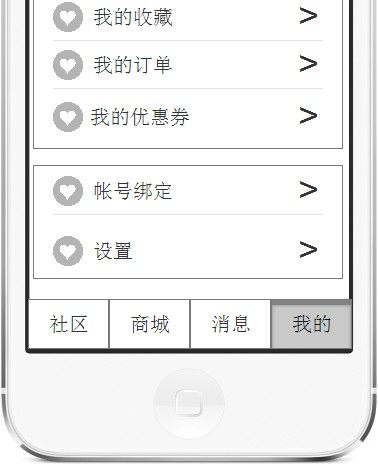 我的收藏 >
我的订单 >
我的优惠券 >
帐号绑定 >
设置 >
社区 商城 消息 我的